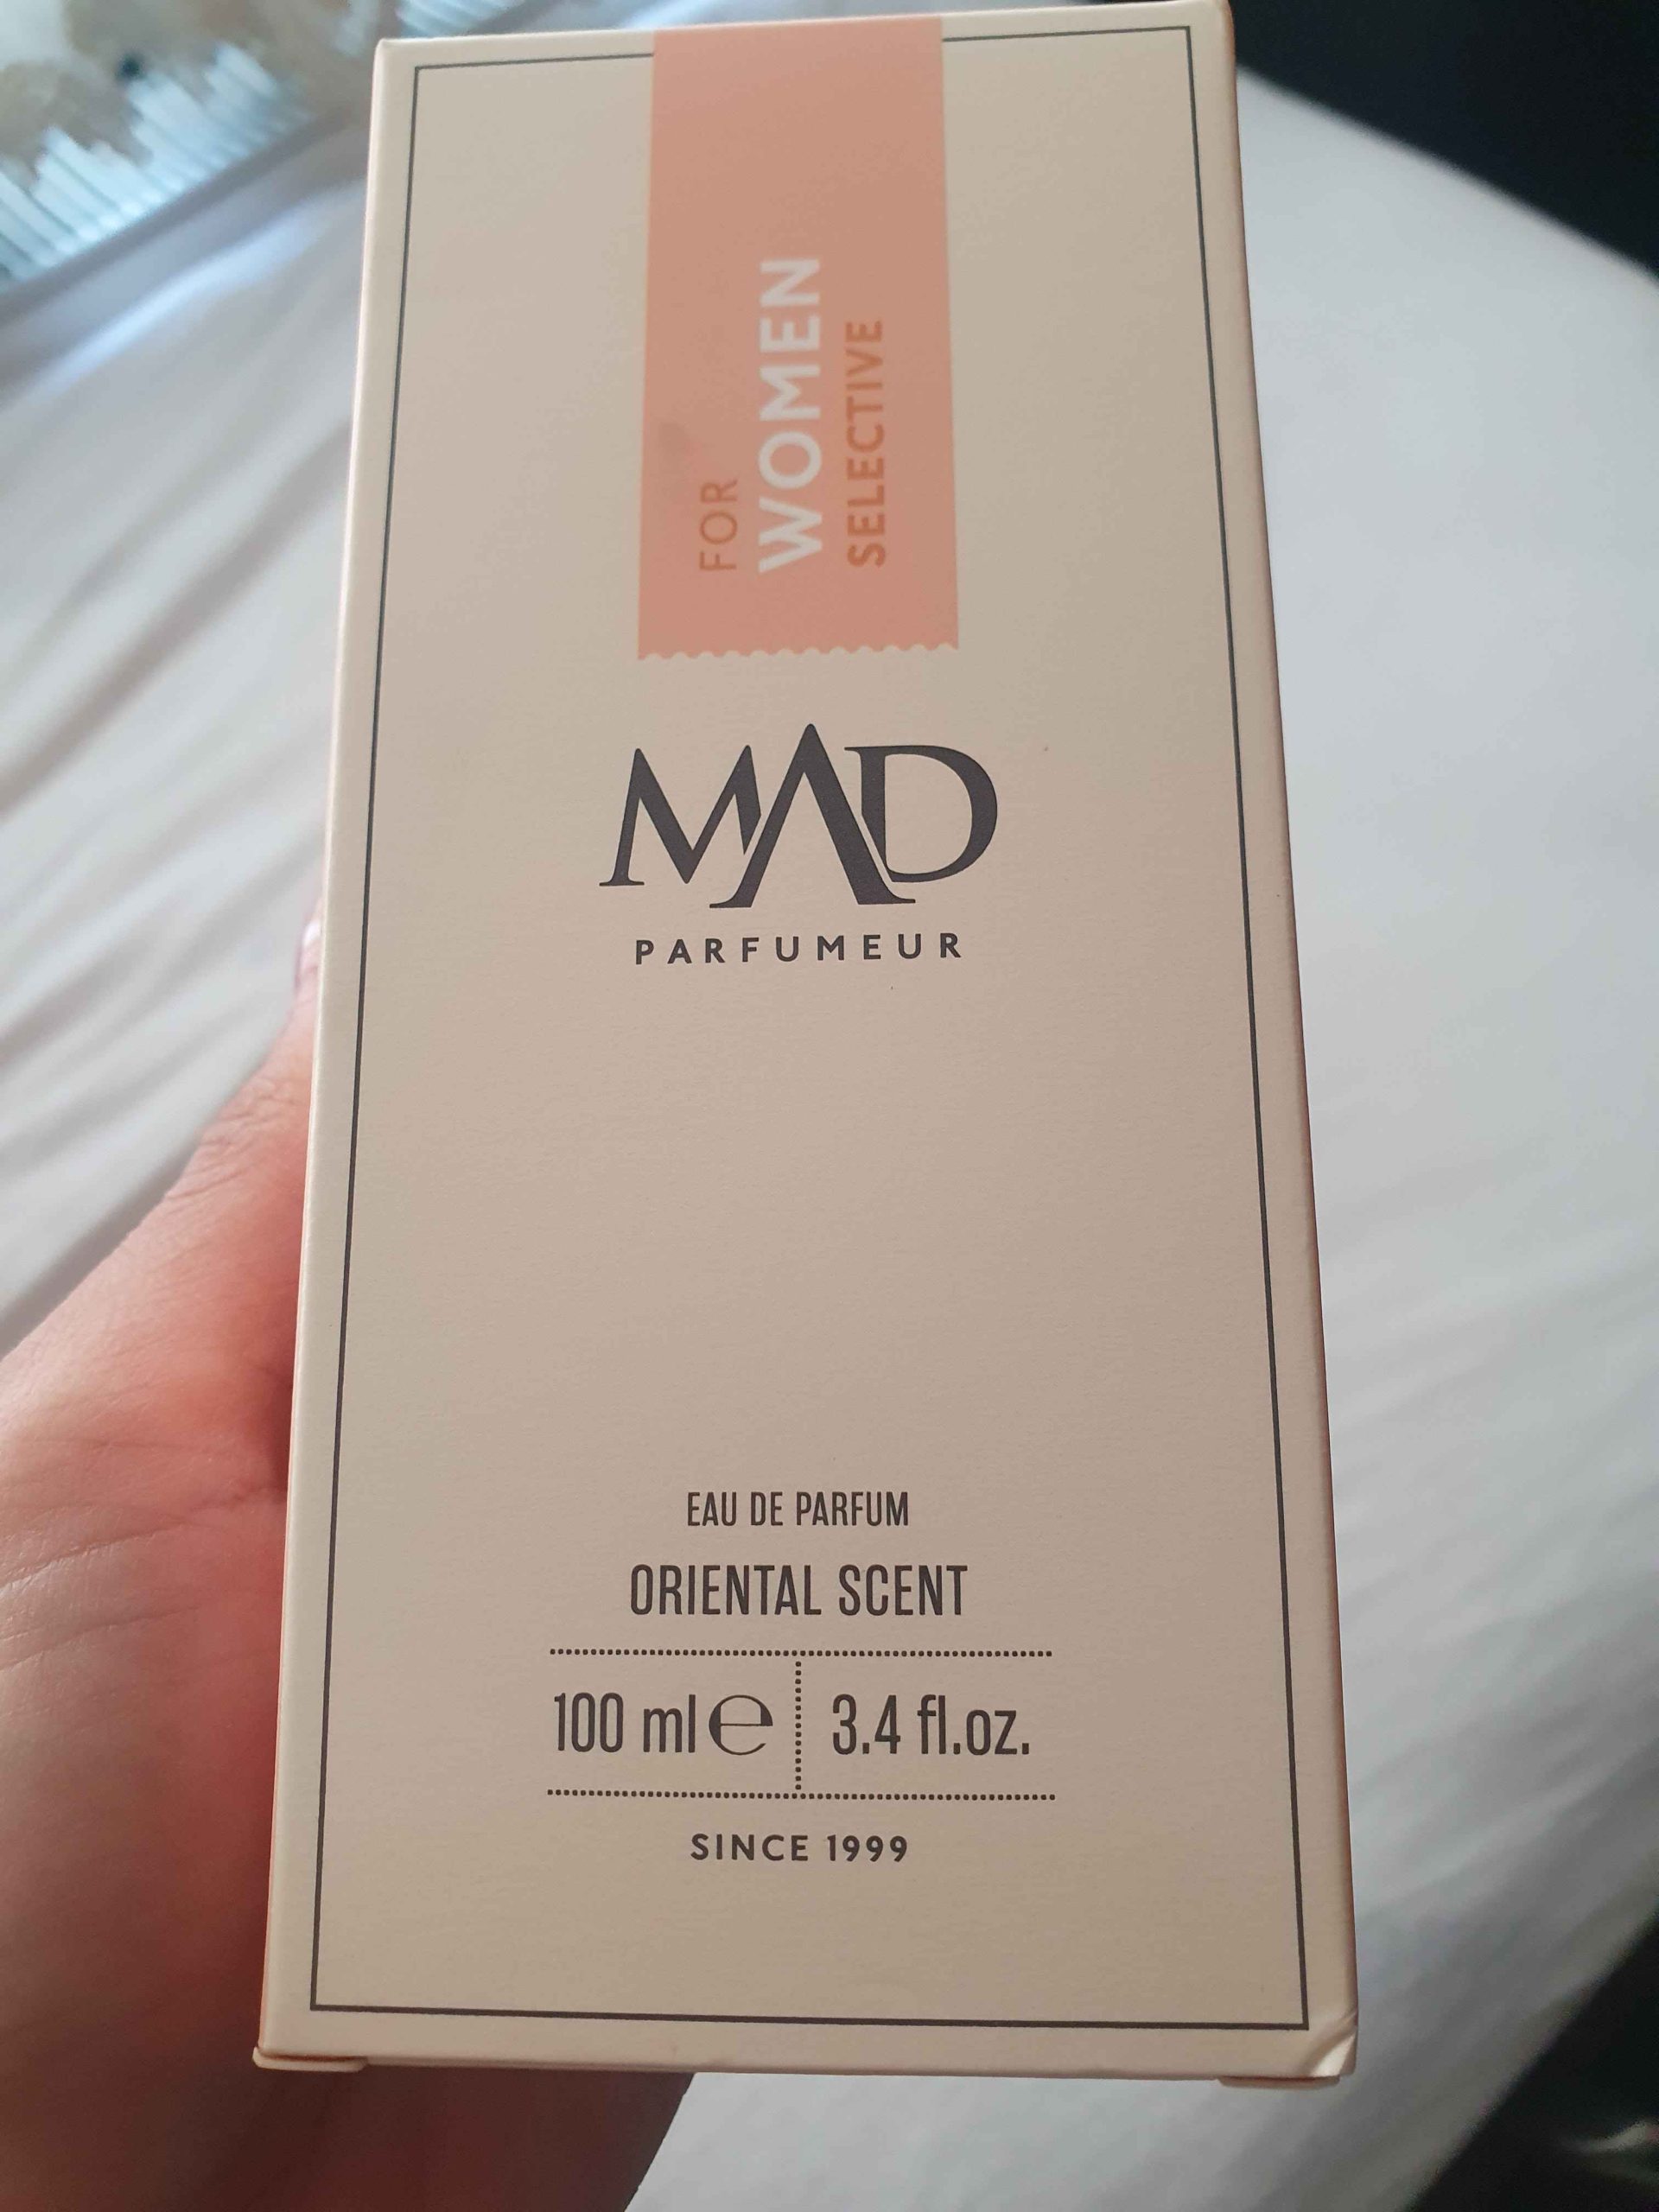 FOR
WOMEN
SELECTIVE
MAD
PARFUMEUR
EAU DE PARFUM
ORIENTAL SCENT
100 ml ℮ 3.4 fl.oz.
SINCE 1999